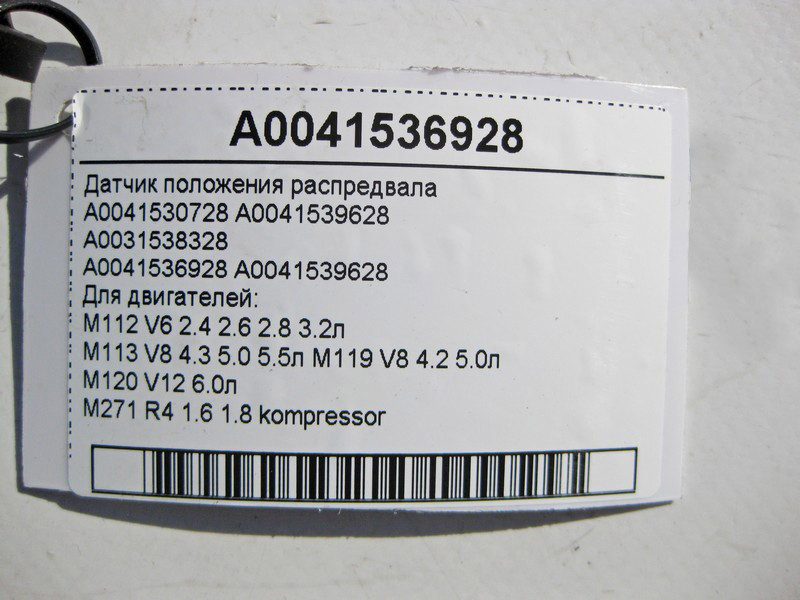 A0041536928
Датчик положения распредвала
A0041530728 A0041539628
A0031538328
A0041536928 A0041539628
Для двигателей:
M112 V6 2.4 2.6 2.8 3.2л
M113 V8 4.3 5.0 5.5л M119 V8 4.2 5.0л
M120 V12 6.0л
M271 R4 1.6 1.8 kompressor